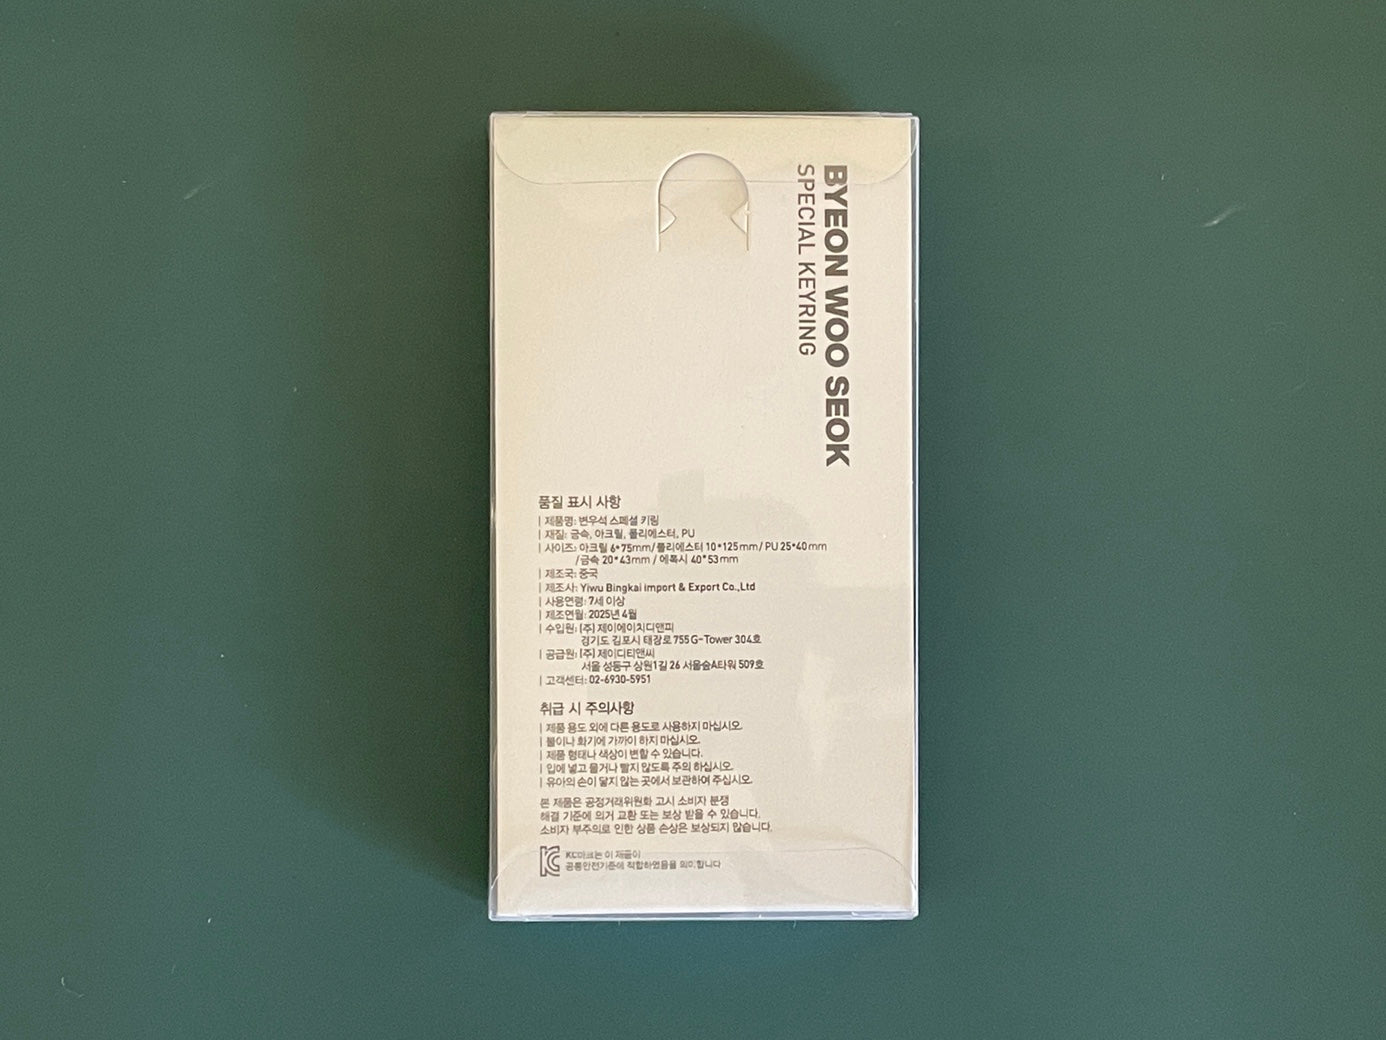 BYEON WOO SEOK
SPECIAL KEYRING
품질 표시 사항
| 제품명: 변우석 스페셜 키링
| 재질: 금속, 아크릴, 폴리에스터, PU
| 사이즈: 아크릴 6*75mm/폴리에스터 10*125mm/ PU 25*40mm
/금속 20*43mm / 에폭시 40*53mm
| 제조국: 중국
| 제조사: Yiwu Bingkai import & Export Co.,Ltd
| 사용연령: 7세 이상
| 제조연월: 2025년 4월
| 수입원: (주) 제이에이치디앤피
경기도 김포시 태장로 755 G-Tower 304호
| 공급원: (주) 제이디티앤씨
서울 성동구 상원1길 26 서울숲A타워 509호
| 고객센터: 02-6930-5951
취급 시 주의사항
| 제품 용도 외에 다른 용도로 사용하지 마십시오.
| 불이나 화기에 가까이 하지 마십시오.
| 제품 형태나 색상이 변할 수 있습니다.
| 입에 넣고 물거나 빨지 않도록 주의 하십시오.
| 유아의 손이 닿지 않는 곳에서 보관하여 주십시오.
본 제품은 공정거래위원회 고시 소비자 분쟁
해결 기준에 의거 교환 또는 보상 받을 수 있습니다.
소비자 부주의로 인한 상품 손상은 보상되지 않습니다.
KC마크는 이 제품이
공통안전기준에 적합하였음을 의미합니다